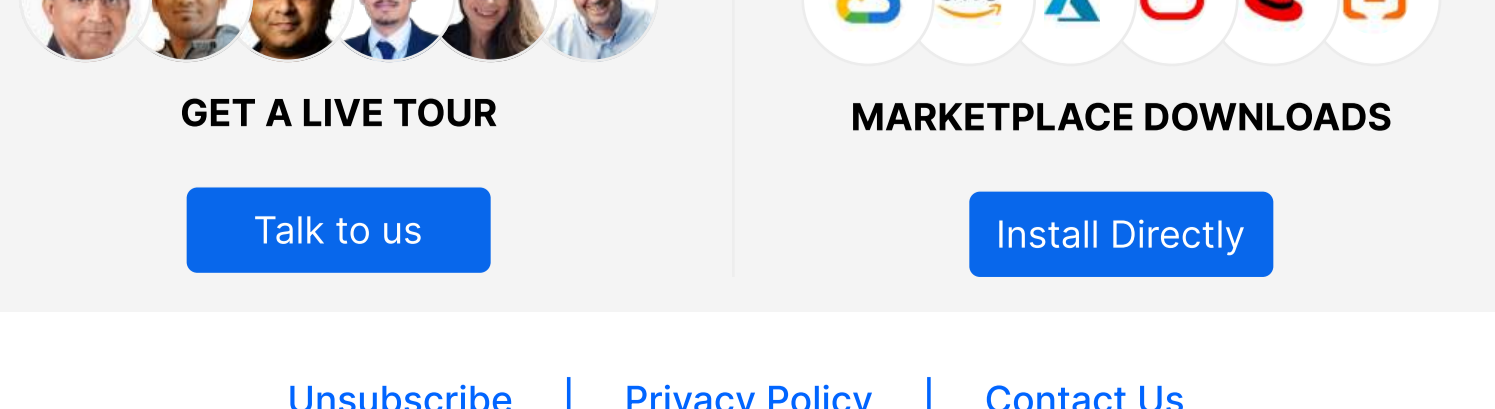 GET A LIVE TOUR
MARKETPLACE DOWNLOADS
Talk to us
Install Directly
Unsubscribe | Privacy Policy | Contact Us